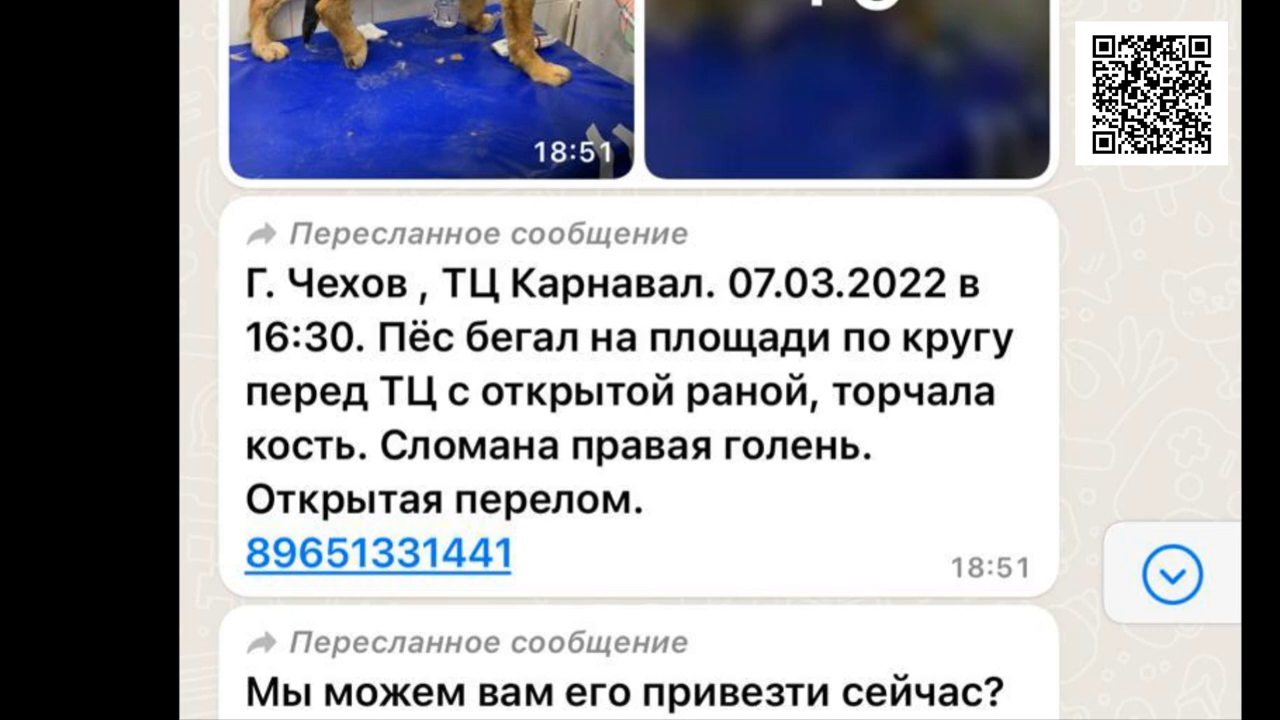 18:51
Пересланное сообщение
Г. Чехов , ТЦ Карнавал. 07.03.2022 в
16:30. Пёс бегал на площади по кругу
перед ТЦ с открытой раной, торчала
кость. Сломана правая голень.
Открытая перелом.
89651331441
18:51
Пересланное сообщение
Мы можем вам его привезти сейчас?